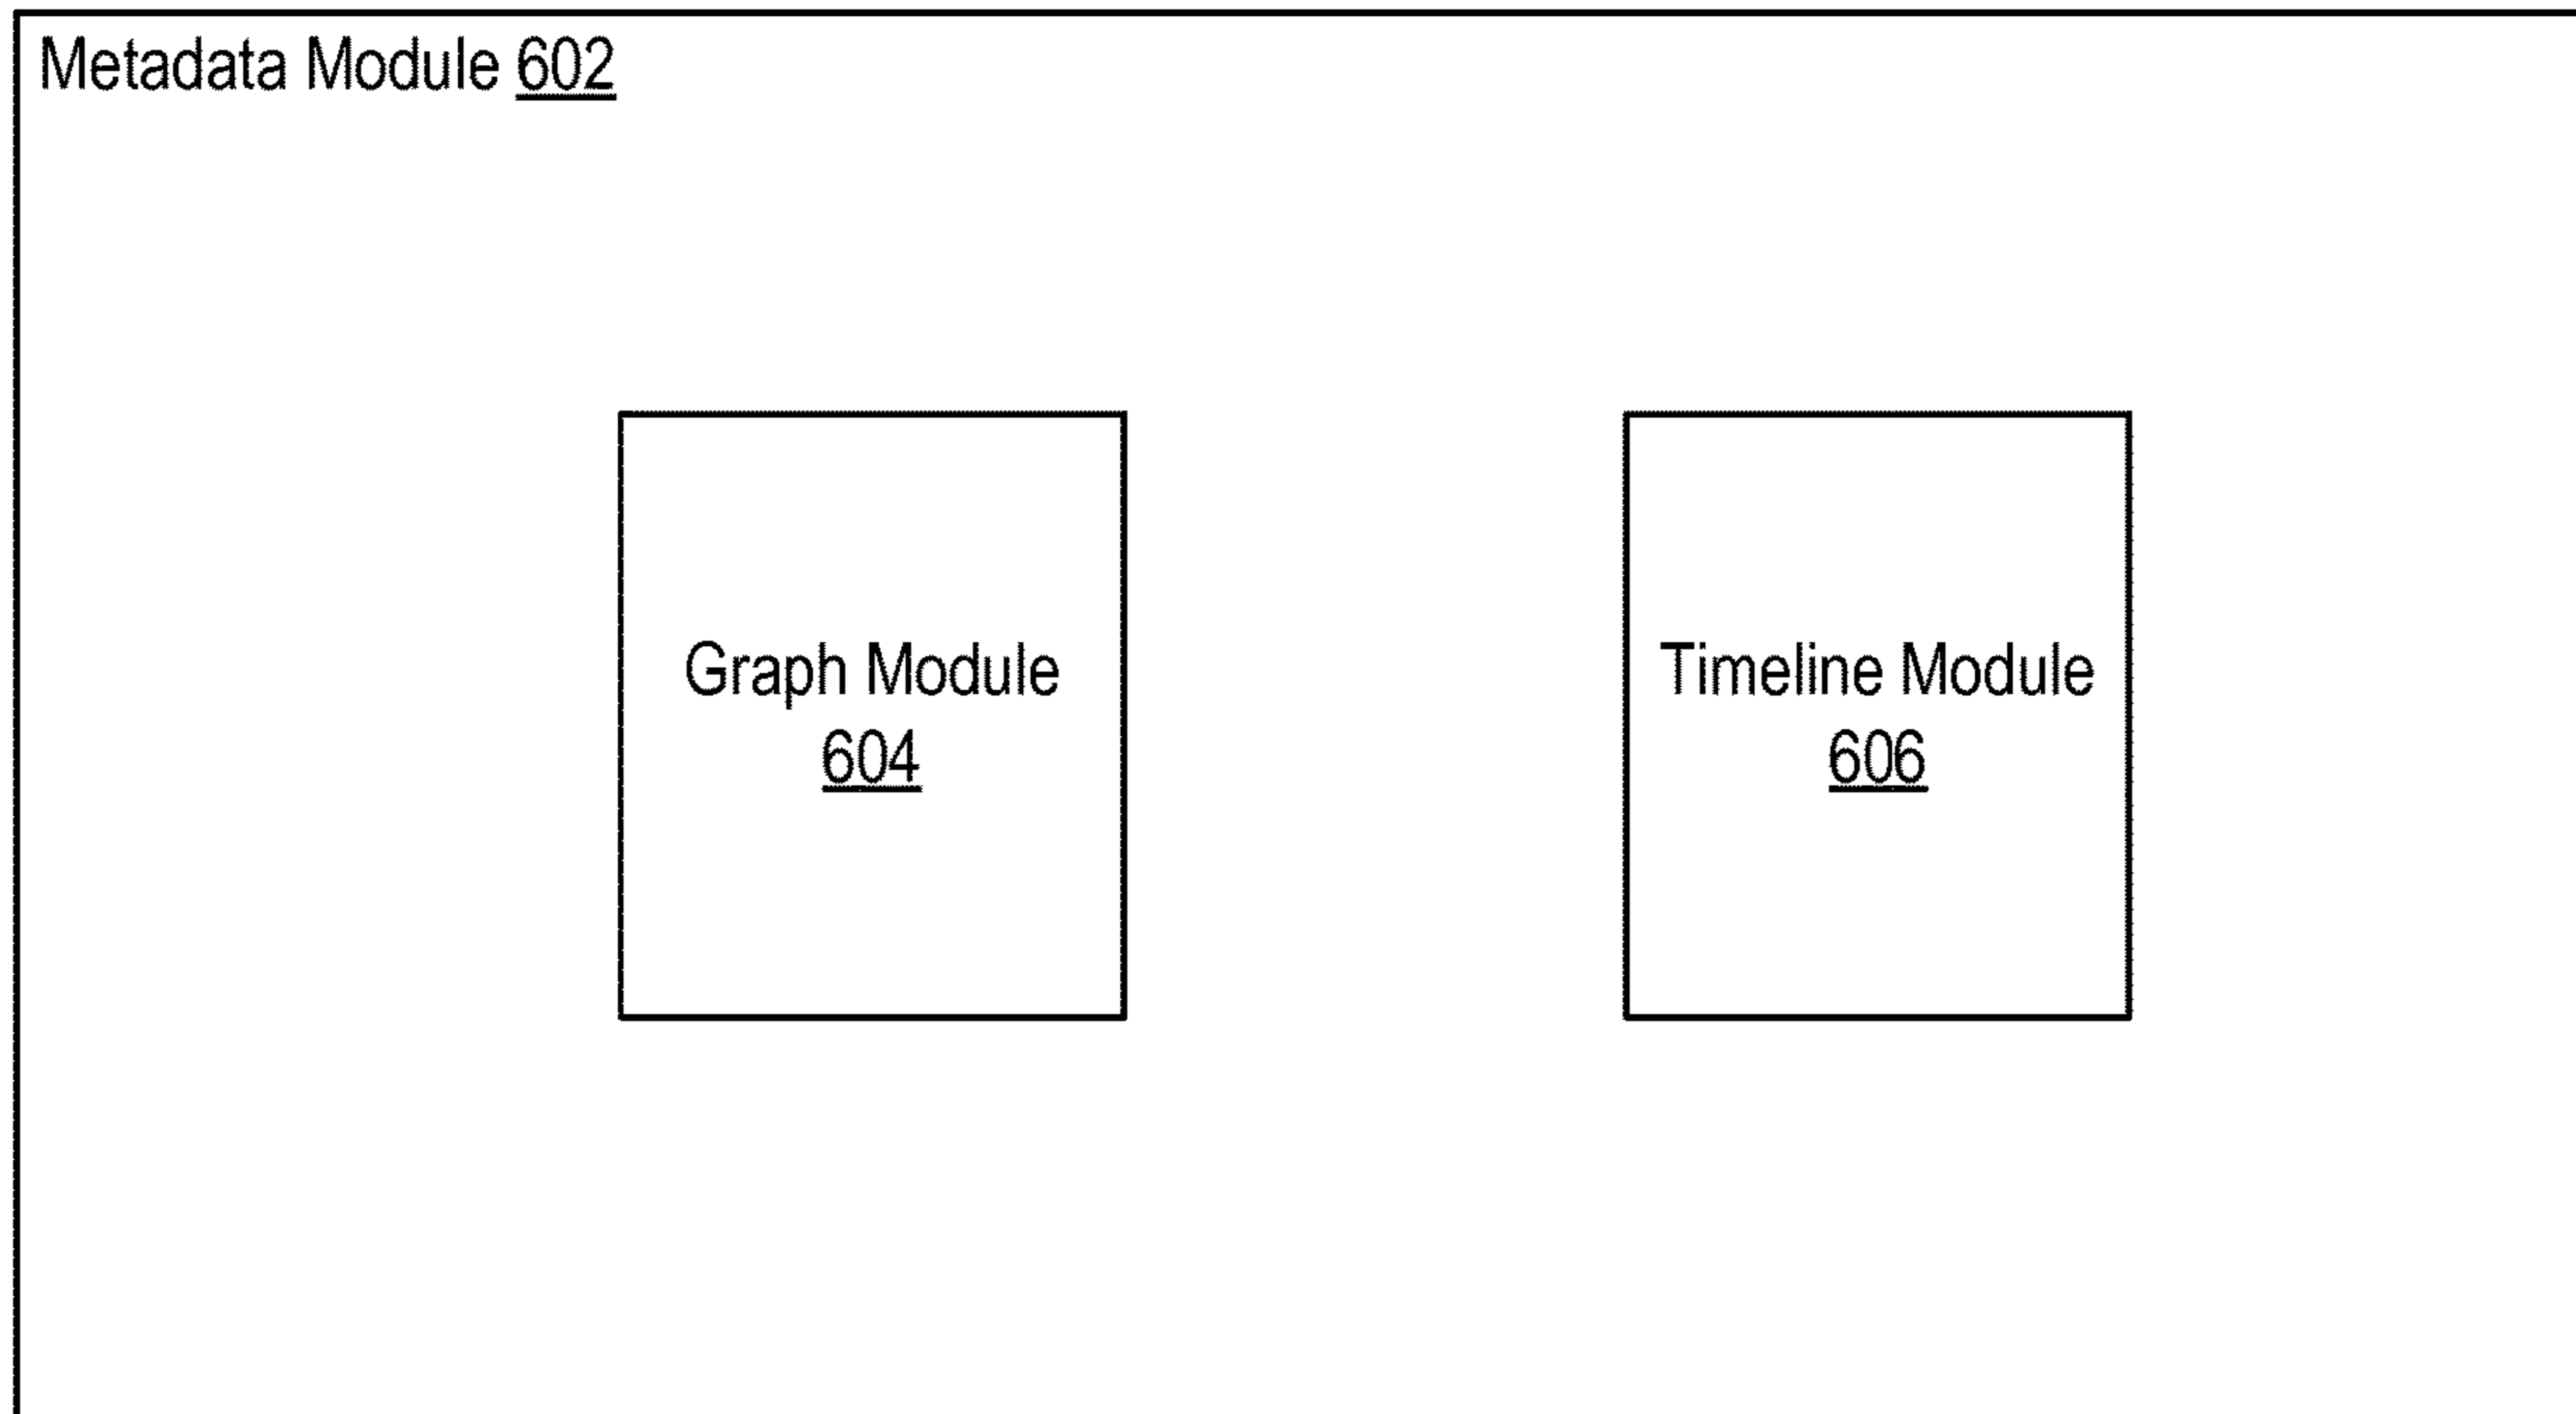 Metadata Module 602
Graph Module
604
Timeline Module
606